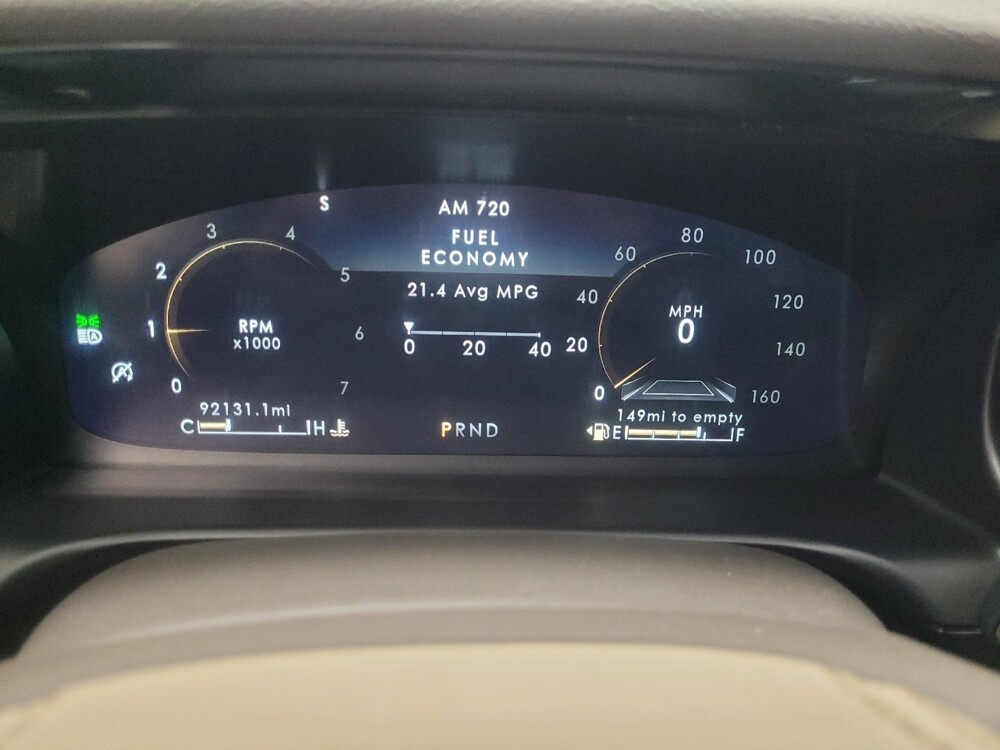 S
AM 720
FUEL
ECONOMY
21.4 Avg MPG
0 20 40
0
1
2
3
4
5
6
7
RPM
x1000
92131.1mi
C H
PRND
0
20
40
60
80
100
120
140
160
MPH
0
149mi to empty
E F
A
A